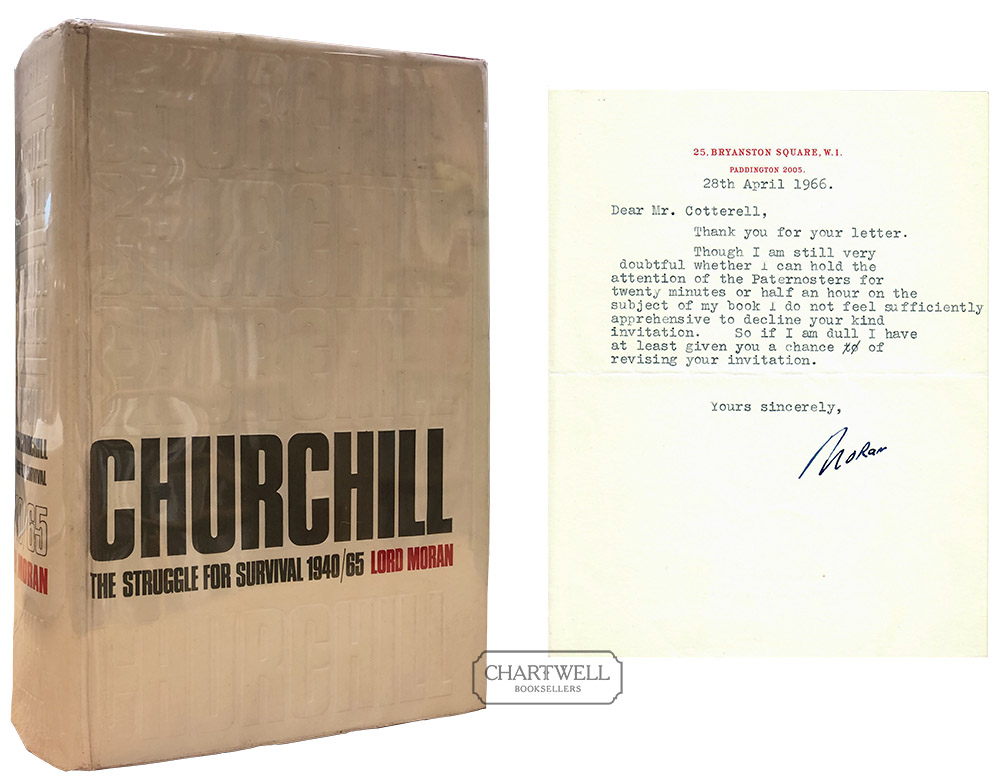 CHURCHILL
THE STRUGGLE FOR SURVIVAL 1940/65 LORD MORAN
CHURCHILL
SURVIVAL
65
MORAN
25, BRYANSTON SQUARE, W.1.
PADDINGTON 2005.
28th April 1966.
Dear Mr. Cotterell,
Thank you for your letter.
Though I am still very
doubtful whether I can hold the
attention of the Paternosters for
twenty minutes or half an hour on the
subject of my book I do not feel sufficiently
apprehensive to decline your kind
invitation. So if I am dull I have
at least given you a chance of
revising your invitation.
Yours sincerely,
Moran
CHARTWELL
BOOKSELLERS